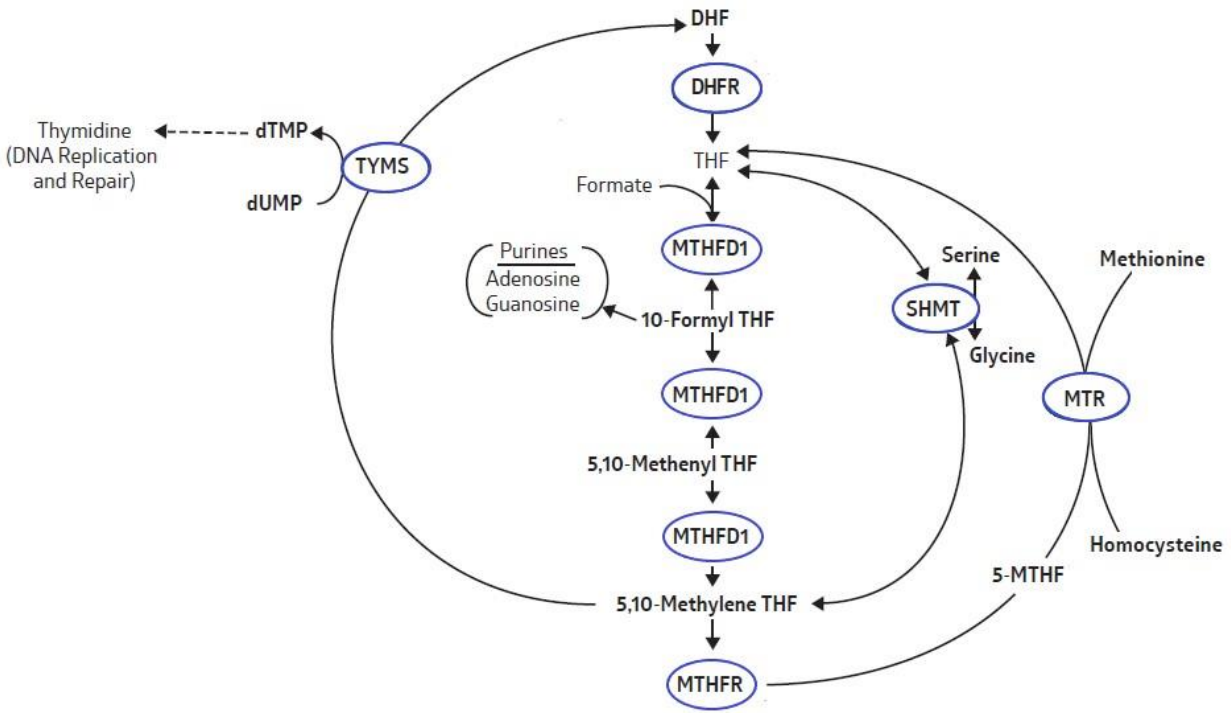 DHF
DHFR
Thymidine
(DNA Replication
and Repair)
dTMP
TYMS
dUMP
THF
Formate
MTHFD1
Purines
Adenosine
Guanosine
10-Formyl THF
Serine
SHMT
Glycine
Methionine
MTHFD1
MTR
5,10-Methenyl THF
MTHFD1
Homocysteine
5-MTHF
5,10-Methylene THF
MTHFR